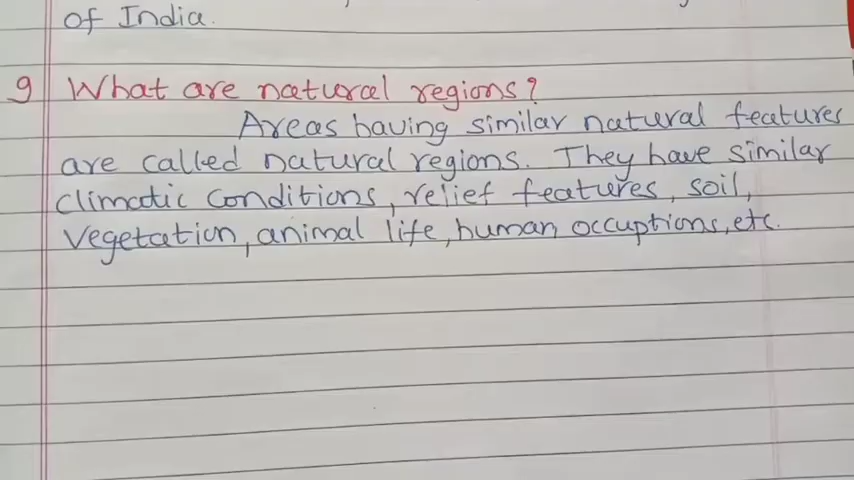 of India.
9 What are natural regions?
Areas having similar natural features
are called natural regions. They have similar
climatic conditions, relief features, soil,
vegetation, animal life, human occuptions, etc.